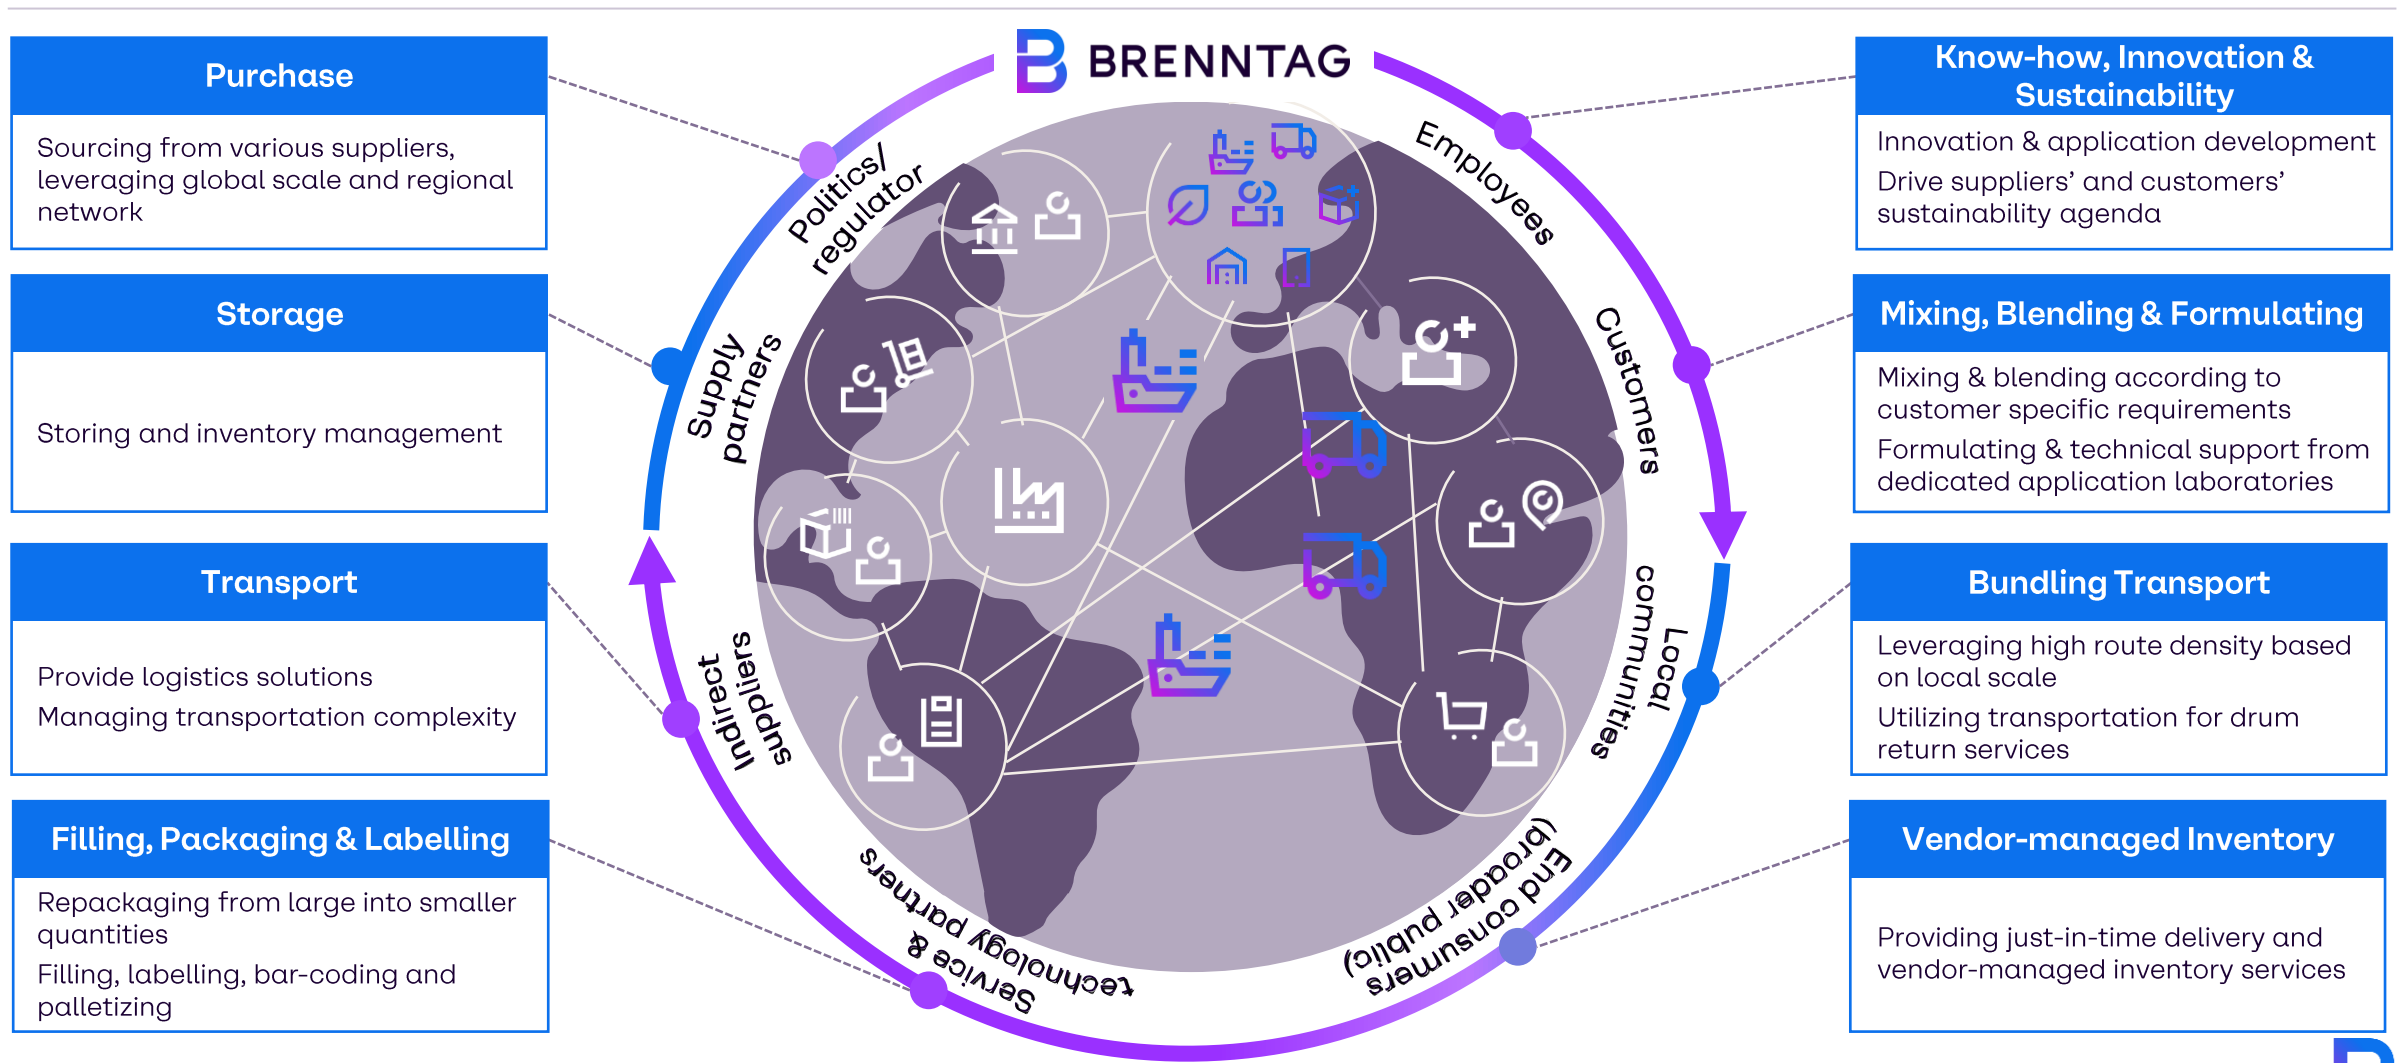 BRENNTAG
Purchase
Sourcing from various suppliers,
leveraging global scale and regional
network
Storage
Storing and inventory management
Transport
Provide logistics solutions
Managing transportation complexity
Filling, Packaging & Labelling
Repackaging from large into smaller
quantities
Filling, labelling, bar-coding and
palletizing
Politics/
regulator
Supply
partners
Indirect
suppliers
Service &
technology partners
Employees
Customers
Local
communities
End consumers
(broader public)
Know-how, Innovation &
Sustainability
Innovation & application development
Drive suppliers’ and customers’
sustainability agenda
Mixing, Blending & Formulating
Mixing & blending according to
customer specific requirements
Formulating & technical support from
dedicated application laboratories
Bundling Transport
Leveraging high route density based
on local scale
Utilizing transportation for drum
return services
Vendor-managed Inventory
Providing just-in-time delivery and
vendor-managed inventory services